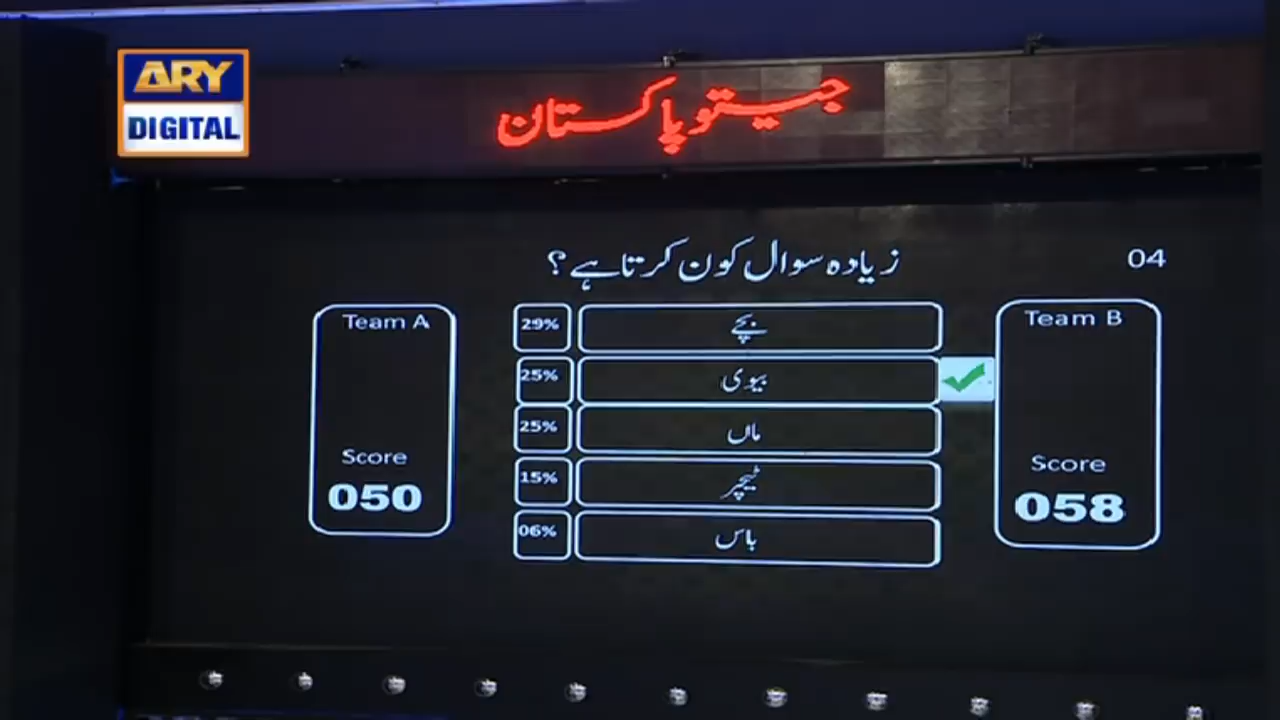 ARY
DIGITAL
جیتو پاکستان
زیادہ سوال کون کرتا ہے ؟
04
Team A
Score
050
29% بچے
25% بیوی
25% ماں
15% ٹیچر
06% باس
Team B
Score
058